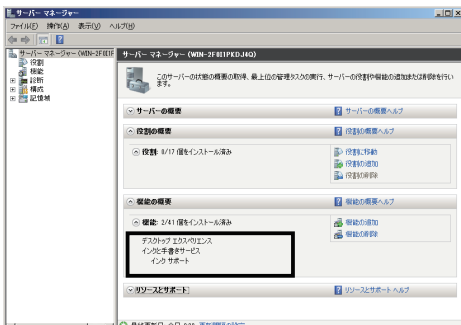 サーバー マネージャー
ファイル(F) 操作(A) 表示(V) ヘルプ(H)
サーバー マネージャー (WIN-2F0I1F
役割
機能
診断
構成
記憶域
サーバー マネージャー (WIN-2F0I1PKDJ4Q)
このサーバーの状態の概要の取得、最上位の管理タスクの実行、サーバーの役割や機能の追加または削除を行います。
サーバーの概要
サーバーの概要ヘルプ
役割の概要
役割の概要ヘルプ
役割: 0/17 個をインストール済み
役割に移動
役割の追加
役割の削除
機能の概要
機能の概要ヘルプ
機能: 2/41 個をインストール済み
機能の追加
機能の削除
デスクトップ エクスペリエンス
インクと手書きサービス
インク サポート
リソースとサポート
リソースとサポート ヘルプ